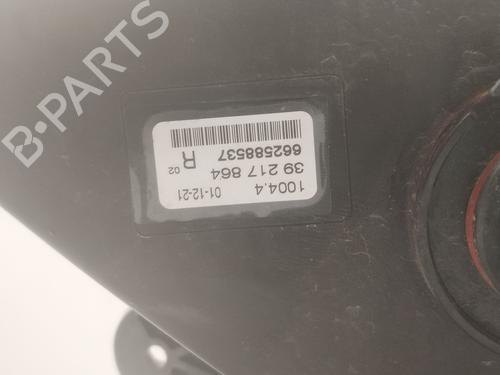 B-PARTS
1004.4 01-12-21
39 217 864
662588537 R 02